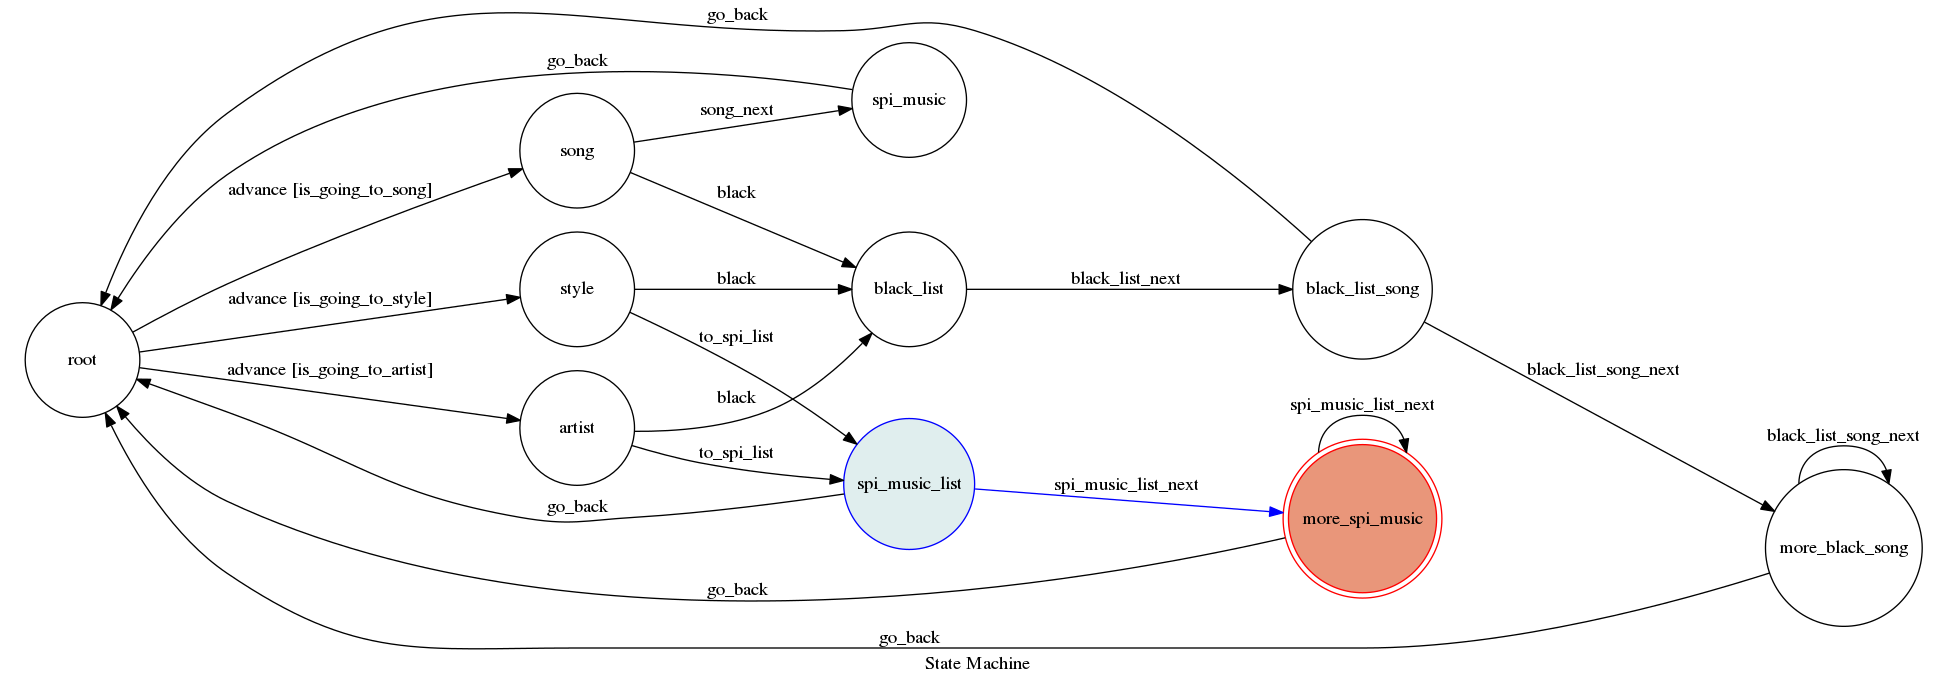 go_back
go_back
spi_music
song_next
song
advance [is_going_to_song]
black
black
black_list_next
style
black_list
black_list_song
advance [is_going_to_style]
to_spi_list
root
advance [is_going_to_artist]
black_list_song_next
black
artist
spi_music_list_next
black_list_song_next
to_spi_list
spi_music_list
spi_music_list_next
go_back
more_spi_music
more_black_song
go_back
go_back
State Machine